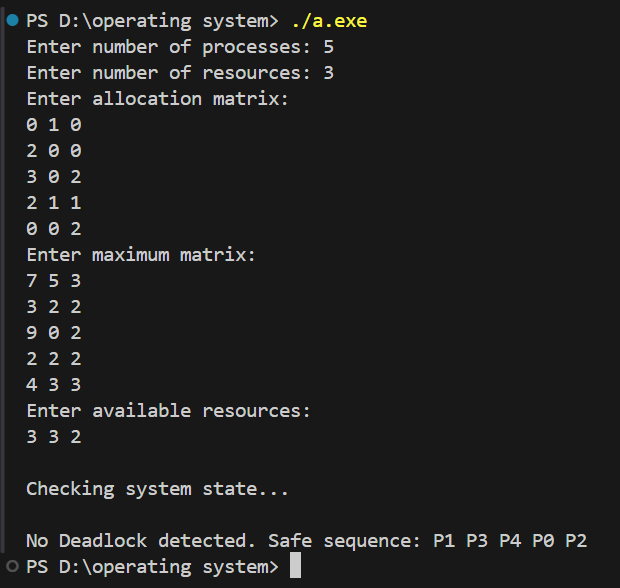 PS D:\operating system> ./a.exe
Enter number of processes: 5
Enter number of resources: 3
Enter allocation matrix:
0 1 0
2 0 0
3 0 2
2 1 1
0 0 2
Enter maximum matrix:
7 5 3
3 2 2
9 0 2
2 2 2
4 3 3
Enter available resources:
3 3 2
Checking system state...
No Deadlock detected. Safe sequence: P1 P3 P4 P0 P2
PS D:\operating system>